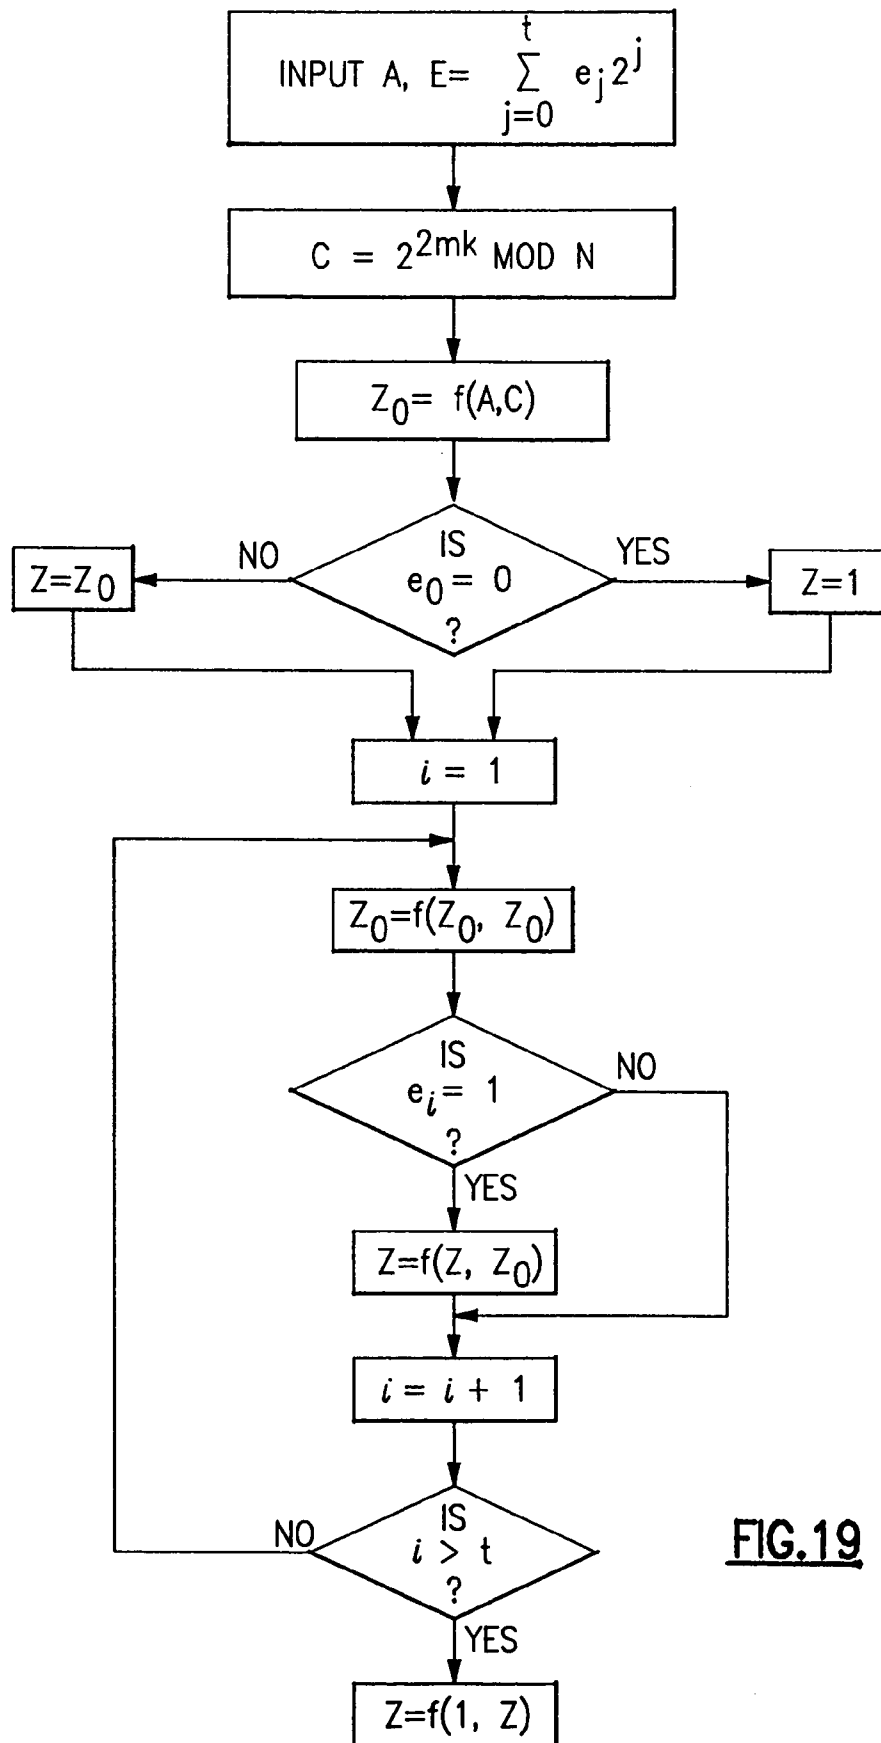 t
INPUT A, E= ∑ e_j 2^j
j=0
C = 2^{2mk} MOD N
Z_0= f(A,C)
IS
e_0 = 0
?
NO
YES
Z=Z_0
Z=1
i = 1
Z_0=f(Z_0, Z_0)
IS
e_i = 1
?
NO
YES
Z=f(Z, Z_0)
i = i + 1
IS
i > t
?
NO
YES
Z=f(1, Z)
FIG.19